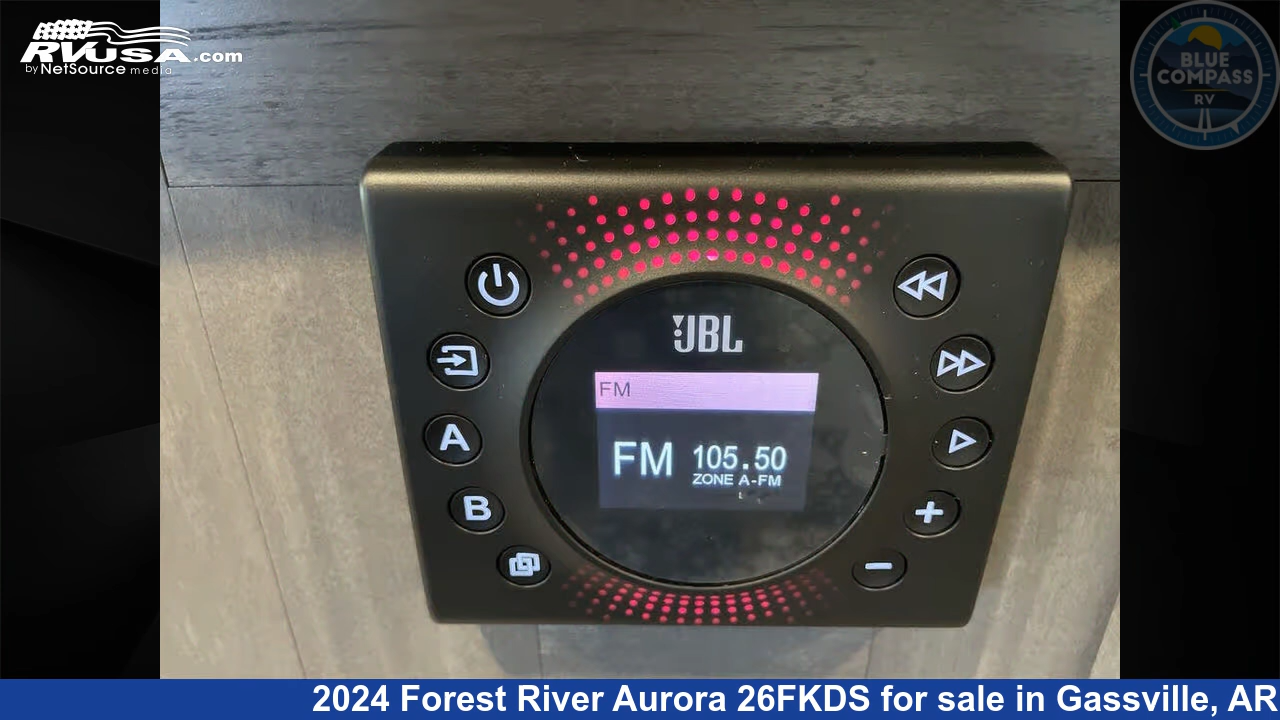 RVUSA.com
by NetSource media
BLUE
COMPASS
RV
JBL
FM
FM 105.50
ZONE A-FM
A
B
2024 Forest River Aurora 26FKDS for sale in Gassville, AR